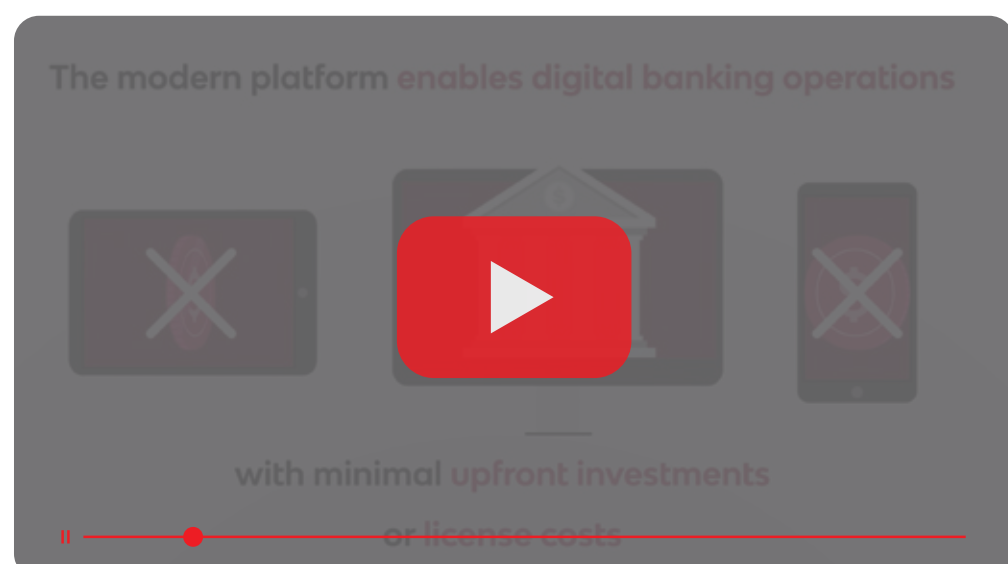 The modern platform enables digital banking operations
with minimal upfront investments
or license costs